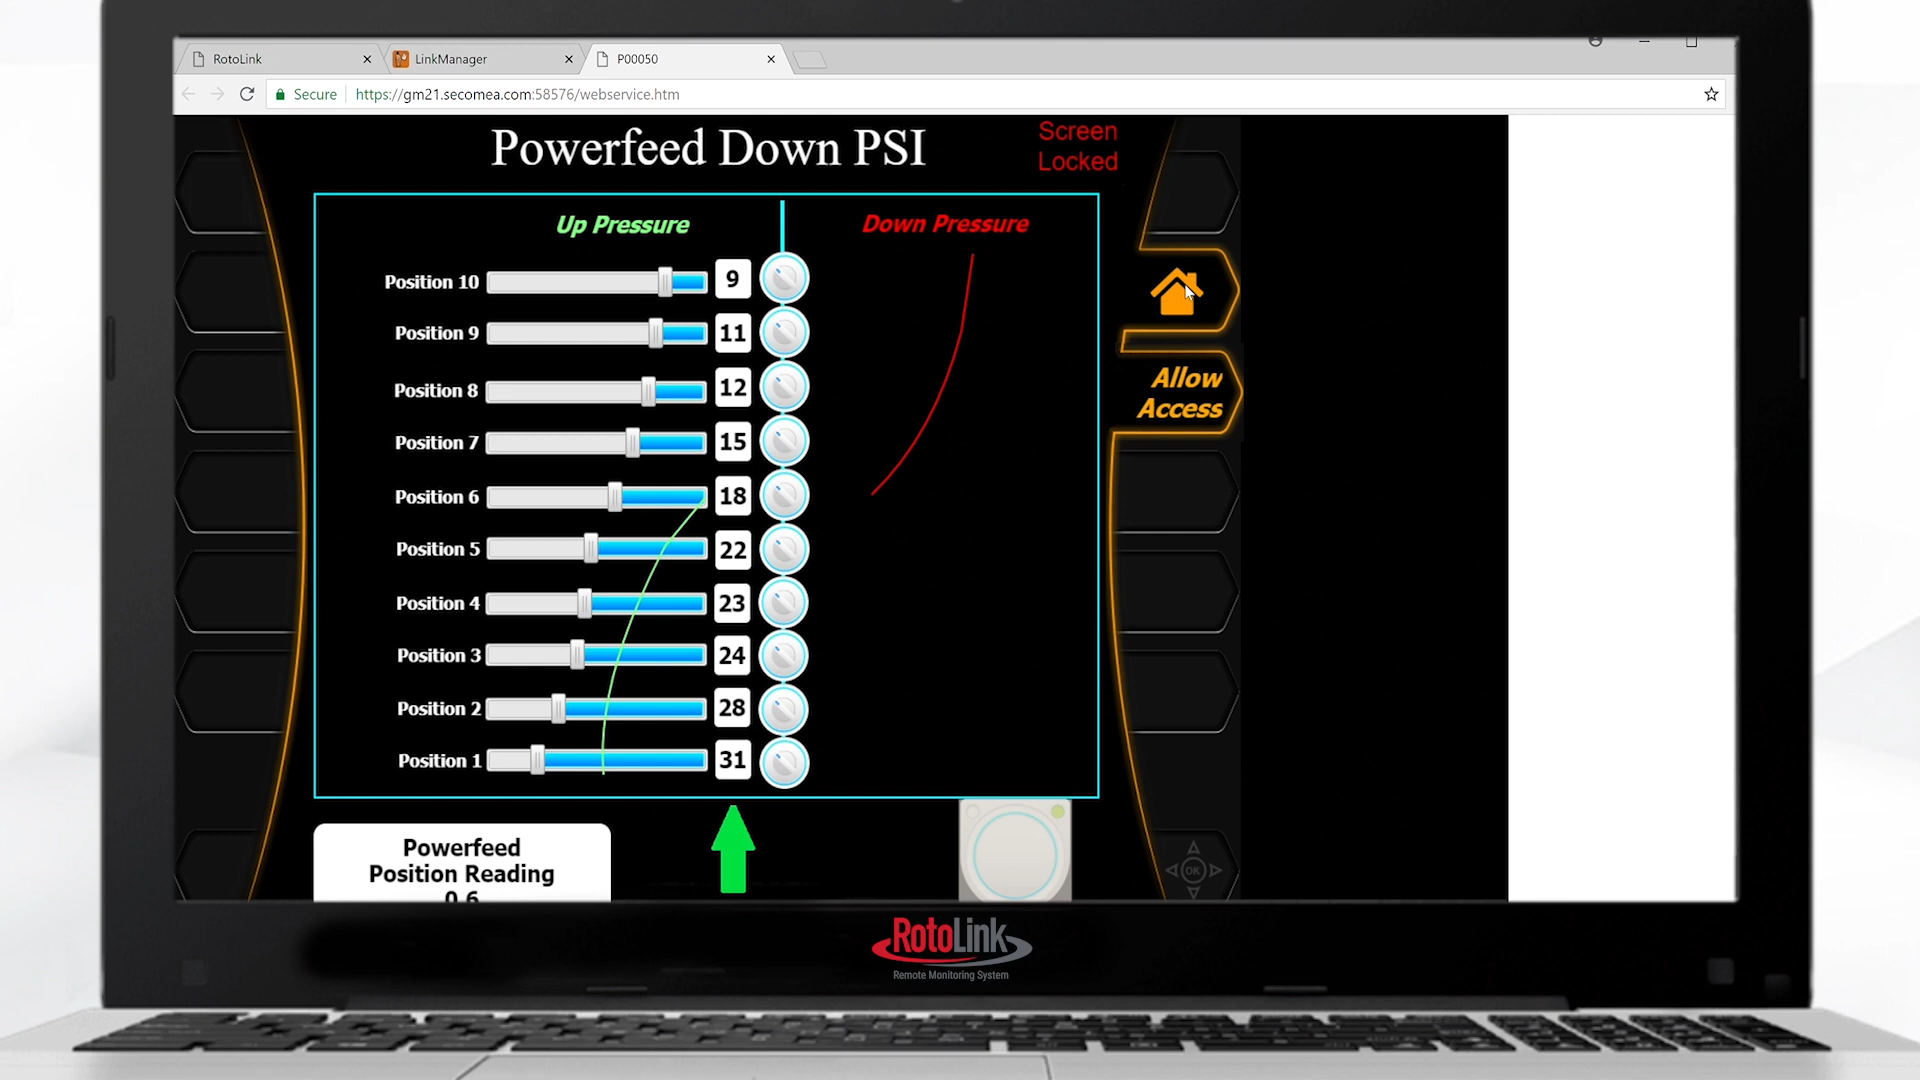 RotoLink
LinkManager
P00050
Secure
https://gm21.secomea.com:58576/webservice.htm
Powerfeed Down PSI
Screen
Locked
Up Pressure
Down Pressure
Position 10 9
Position 9 11
Position 8 12
Position 7 15
Position 6 18
Position 5 22
Position 4 23
Position 3 24
Position 2 28
Position 1 31
Allow
Access
OK
Powerfeed
Position Reading
0.6
RotoLink
Remote Monitoring System